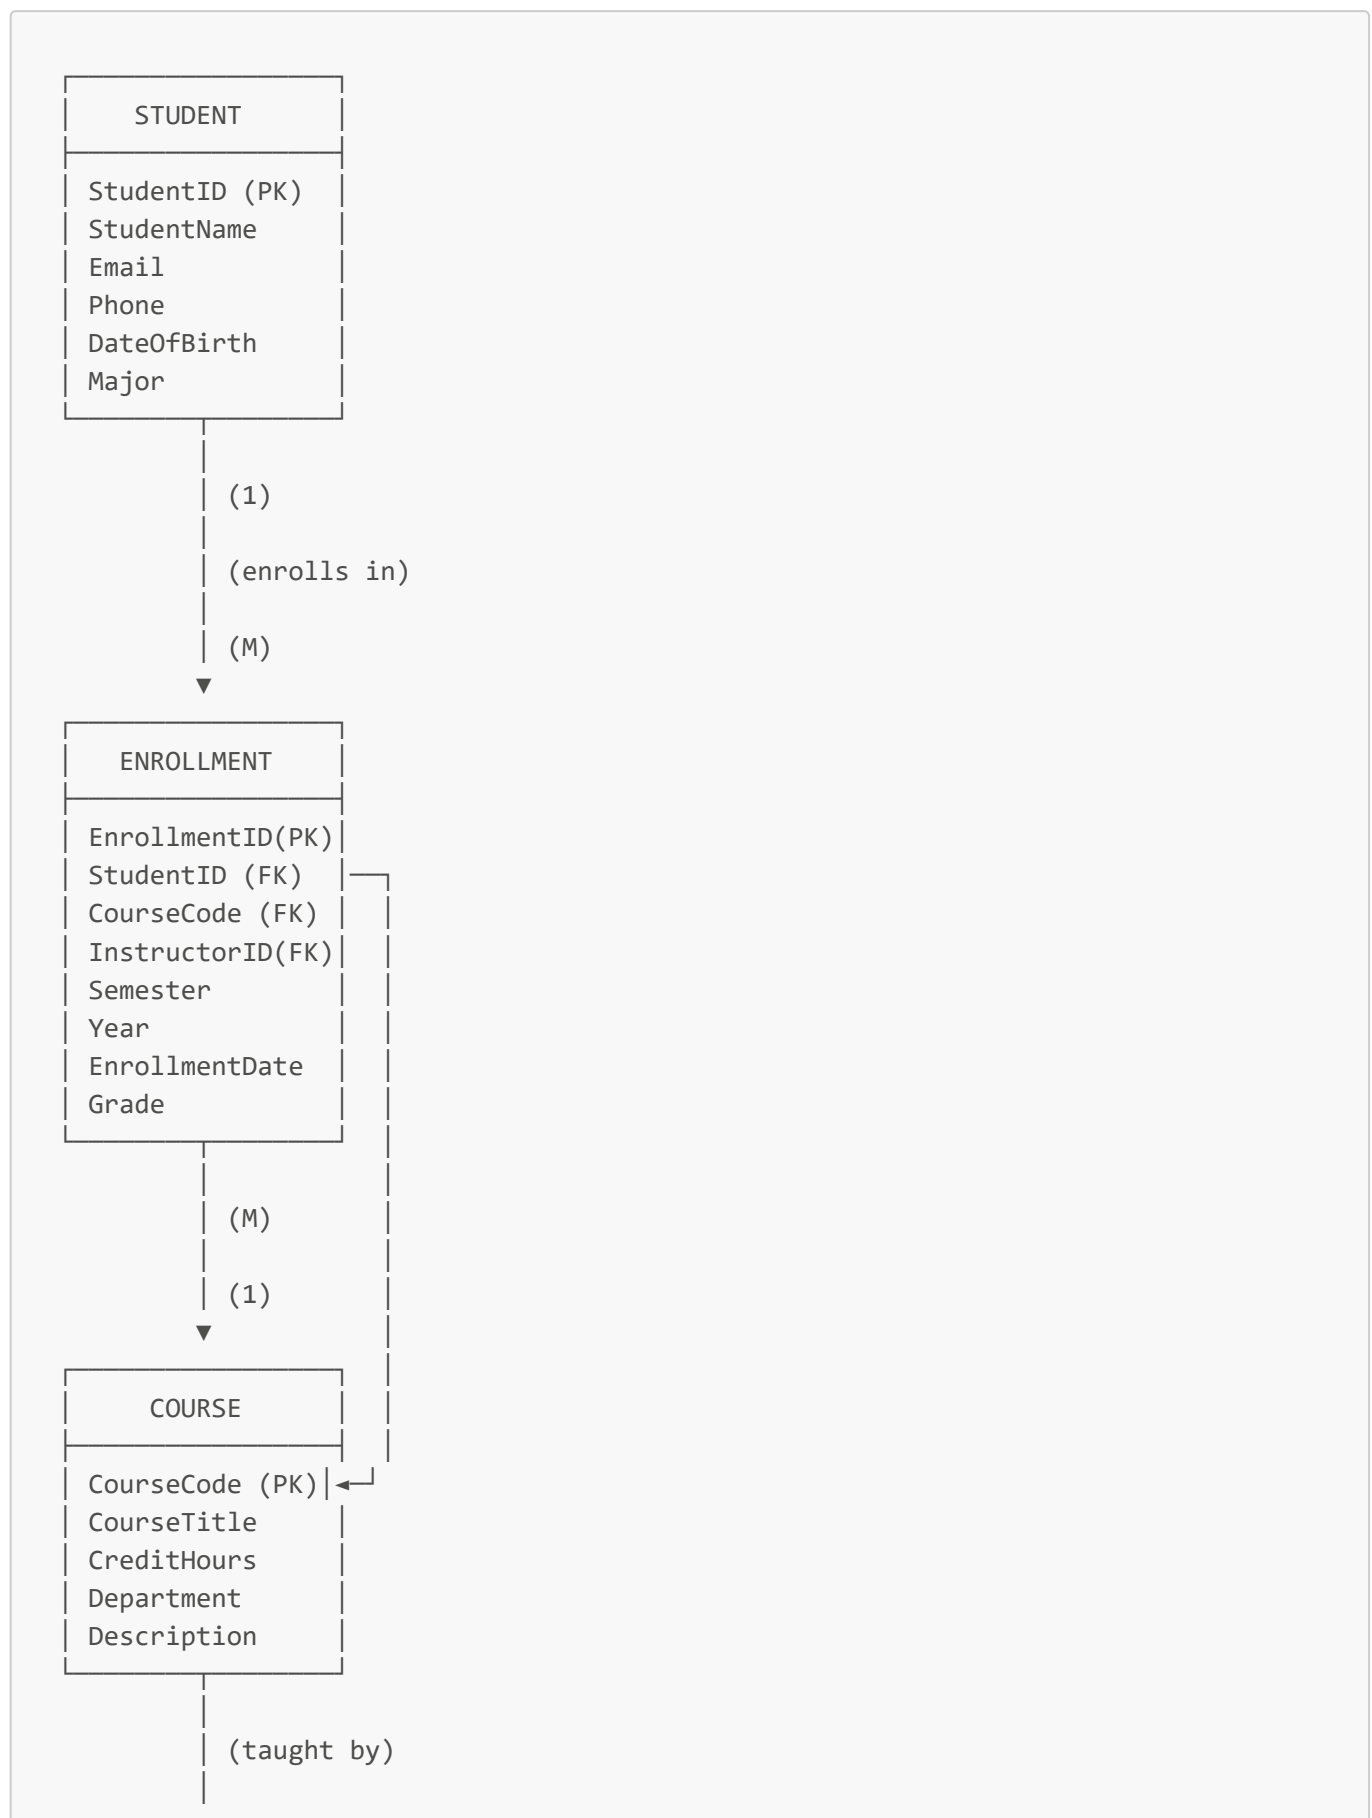 STUDENT
StudentID (PK)
StudentName
Email
Phone
DateOfBirth
Major
(1)
(enrolls in)
(M)
ENROLLMENT
EnrollmentID(PK)
StudentID (FK)
CourseCode (FK)
InstructorID(FK)
Semester
Year
EnrollmentDate
Grade
(M)
(1)
COURSE
CourseCode (PK)
CourseTitle
CreditHours
Department
Description
(taught by)